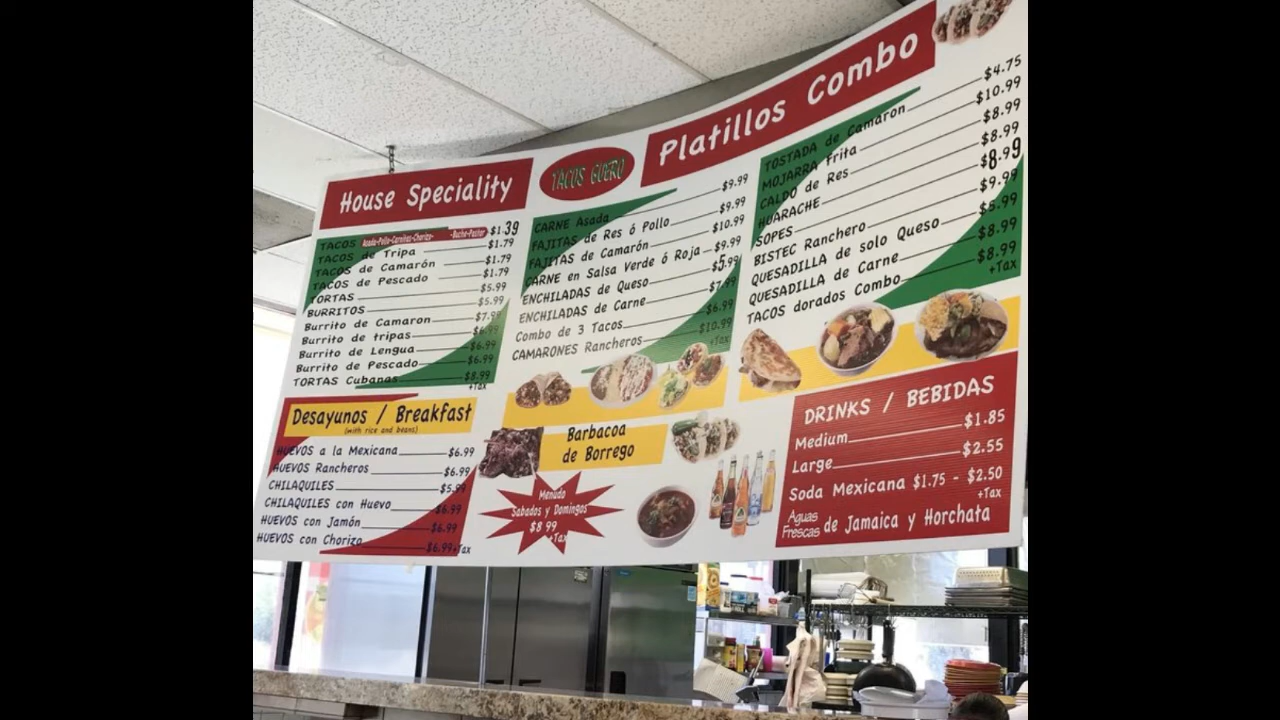 House Speciality
TACOS Asada-Pollo-Carnitas-Chorizo- -Buche-Pastor $1.39
TACOS de Tripa $1.79
TACOS de Camarón $1.79
TACOS de Pescado $1.79
TORTAS $5.99
BURRITOS $5.99
Burrito de Camaron $7.99
Burrito de tripas $6.99
Burrito de Lengua $6.99
Burrito de Pescado $6.99
TORTAS Cubanas $8.99
+Tax
Desayunos / Breakfast
(with rice and beans)
HUEVOS a la Mexicana $6.99
HUEVOS Rancheros $6.99
CHILAQUILES $5.99
CHILAQUILES con Huevo $6.99
HUEVOS con Jamón $6.99
HUEVOS con Chorizo $6.99+Tax
TACOS GUERO
Platillos Combo
CARNE Asada $9.99
FAJITAS de Res ó Pollo $9.99
FAJITAS de Camarón $10.99
CARNE en Salsa Verde ó Roja $9.99
ENCHILADAS de Queso $5.99
ENCHILADAS de Carne $7.99
Combo de 3 Tacos $6.99
CAMARONES Rancheros $10.99
+Tax
Barbacoa
de Borrego
Menudo
Sabados y Domingos
$8.99
+Tax
TOSTADA de Camaron $4.75
MOJARRA Frita $10.99
CALDO de Res $8.99
HUARACHE $8.99
SOPES $8.99
BISTEC Ranchero $9.99
QUESADILLA de solo Queso $5.99
QUESADILLA de Carne $8.99
TACOS dorados Combo $8.99
+Tax
DRINKS / BEBIDAS
Medium $1.85
Large $2.55
Soda Mexicana $1.75 - $2.50
+Tax
Aguas Frescas de Jamaica y Horchata